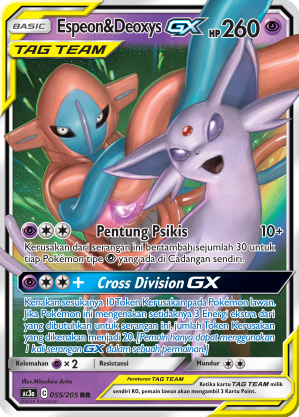 BASIC Espeon&Deoxys GX HP 260
TAG TEAM
Pentung Psikis 10+
Kerusakan dari serangan ini bertambah sejumlah 30 untuk
tiap Pokémon tipe yang ada di Cadangan sendiri.
+ Cross Division GX
Kenakan sesukanya 10 Token Kerusakan pada Pokémon lawan.
Jika Pokémon ini mengenakan setidaknya 3 Energi ekstra dari
yang dibutuhkan untuk serangan ini, jumlah Token Kerusakan
yang dikenakan menjadi 20. [Pemain hanya dapat menggunakan
1 kali GX dalam sebuah permainan.]
Kelemahan ×2 Resistansi Mundur
Illus. Mitsuhiro Arita
Peraturan TAG TEAM
Ketika kartu TAG TEAM milik
sendiri KO, pemain lawan akan mengambil 3 Kartu Point.
055/205 RR